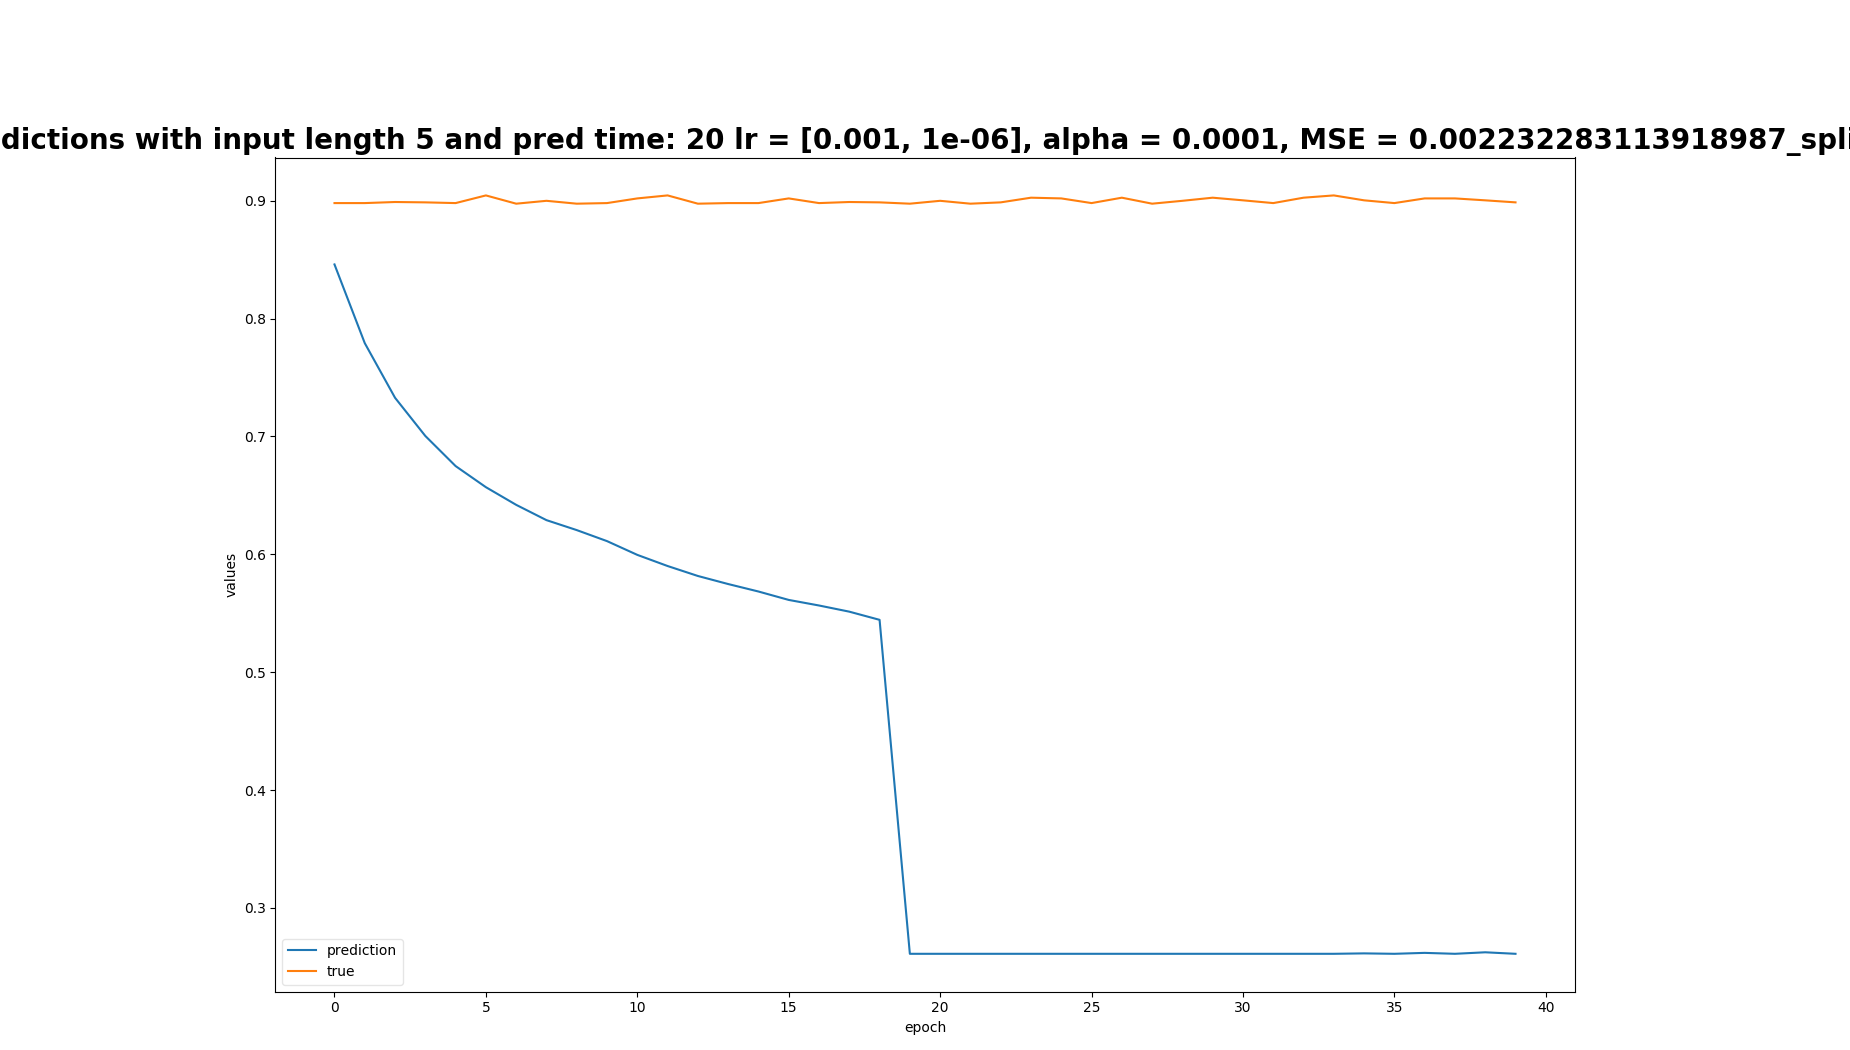 dictions with input length 5 and pred time: 20 lr = [0.001, 1e-06], alpha = 0.0001, MSE = 0.002232283113918987_spli
0.9
0.8
0.7
0.6
0.5
0.4
0.3
values
prediction
true
0 5 10 15 20 25 30 35 40
epoch